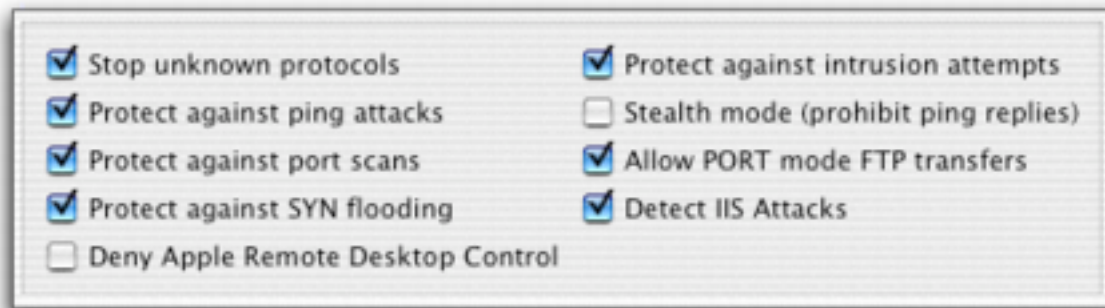 Stop unknown protocols
Protect against ping attacks
Protect against port scans
Protect against SYN flooding
Deny Apple Remote Desktop Control
Protect against intrusion attempts
Stealth mode (prohibit ping replies)
Allow PORT mode FTP transfers
Detect IIS Attacks